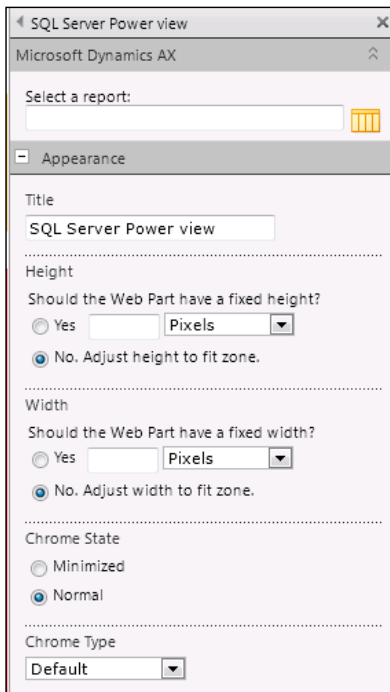 SQL Server Power view
Microsoft Dynamics AX
Select a report:
Appearance
Title
SQL Server Power view
Height
Should the Web Part have a fixed height?
Yes Pixels
No. Adjust height to fit zone.
Width
Should the Web Part have a fixed width?
Yes Pixels
No. Adjust width to fit zone.
Chrome State
Minimized
Normal
Chrome Type
Default